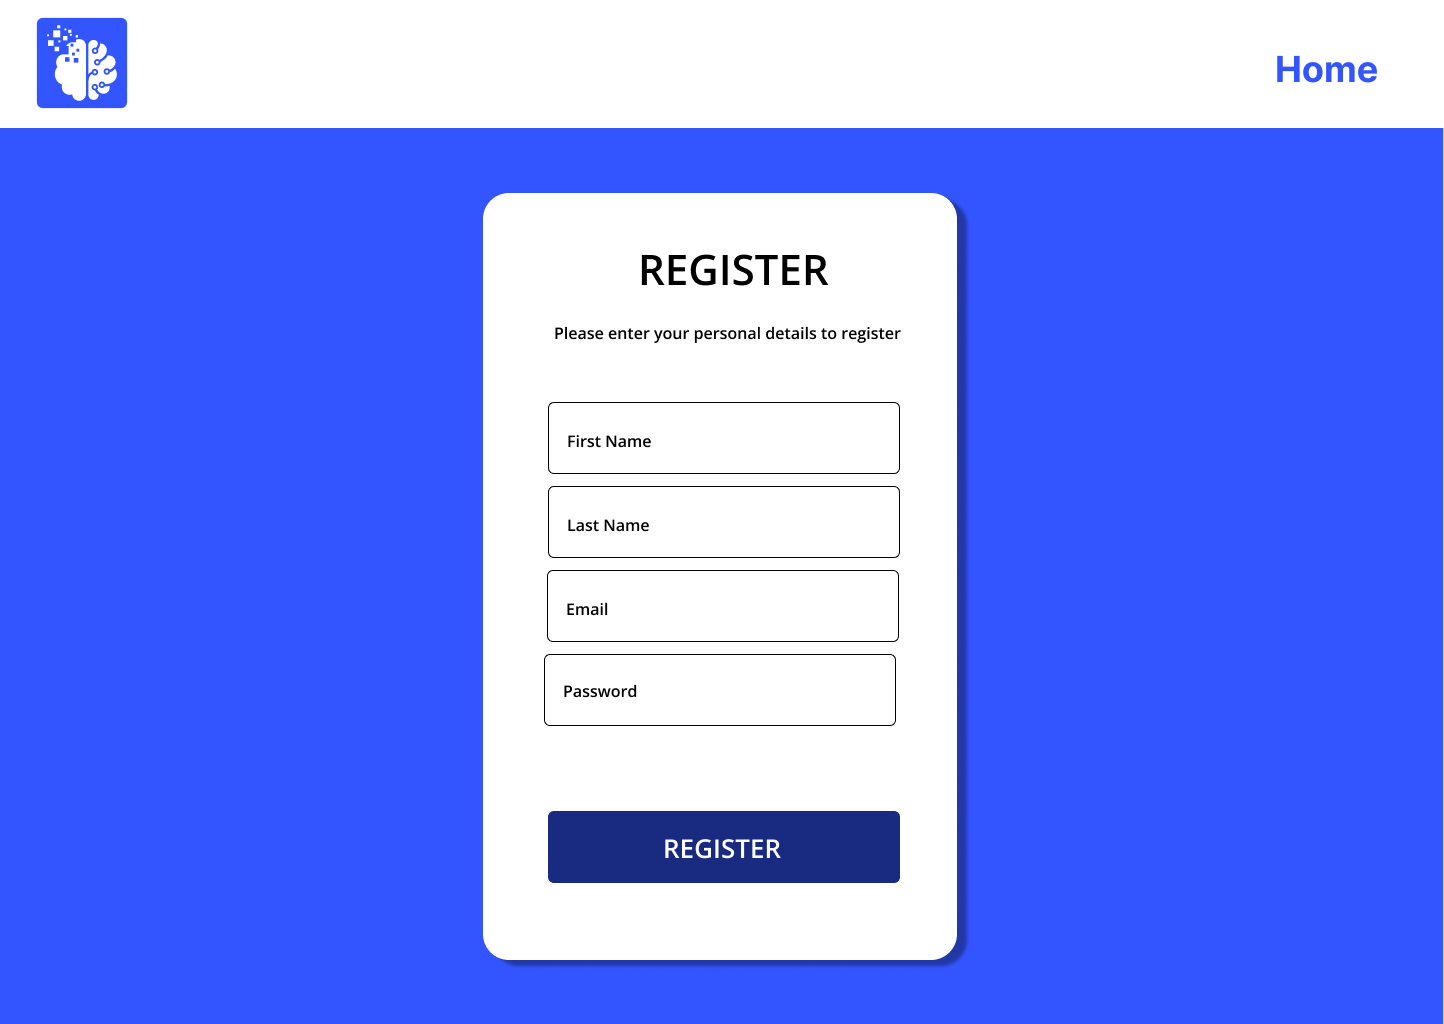 Home
REGISTER
Please enter your personal details to register
First Name
Last Name
Email
Password
REGISTER